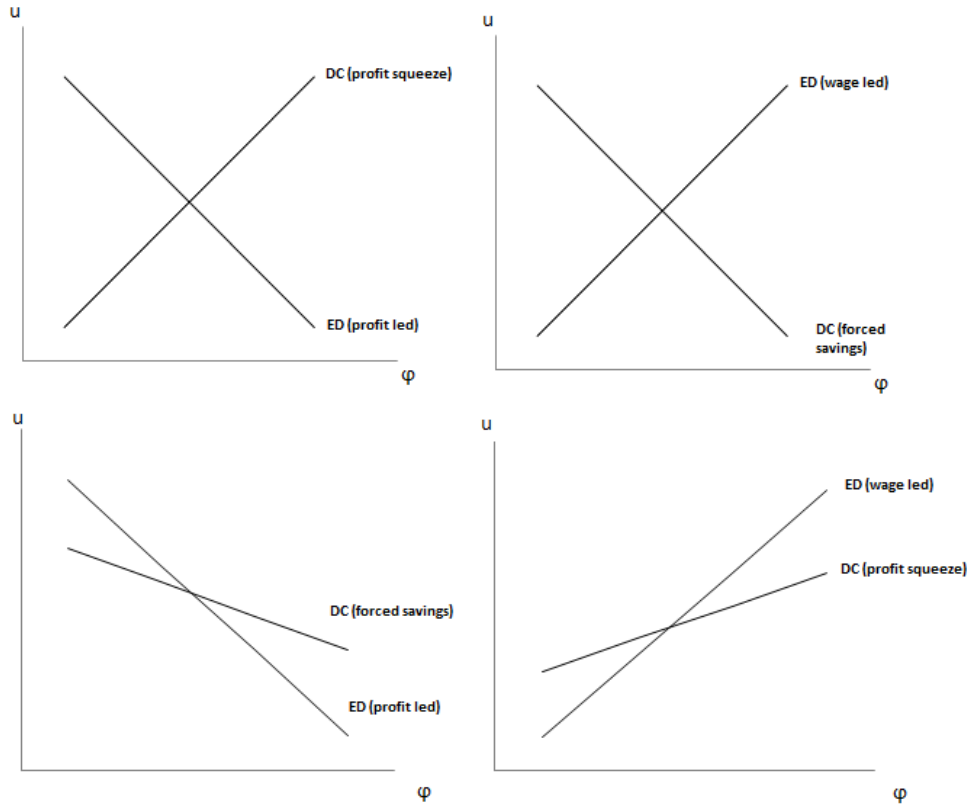 u
DC (profit squeeze)
ED (profit led)
φ
u
ED (wage led)
DC (forced
savings)
φ
u
DC (forced savings)
ED (profit led)
φ
u
ED (wage led)
DC (profit squeeze)
φ